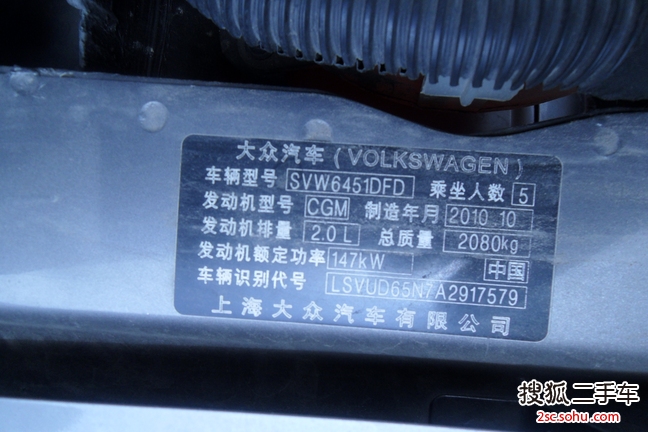 大众汽车(VOLKSWAGEN)
车辆型号 SVW6451DFD 乘坐人数 5
发动机型号 CGM 制造年月 2010 10
发动机排量 2.0 L 总质量 2080kg
发动机额定功率 147kW 中国
车辆识别代号 LSVUD65N7A2917579
上海大众汽车有限公司
搜狐二手车
2sc.sohu.com